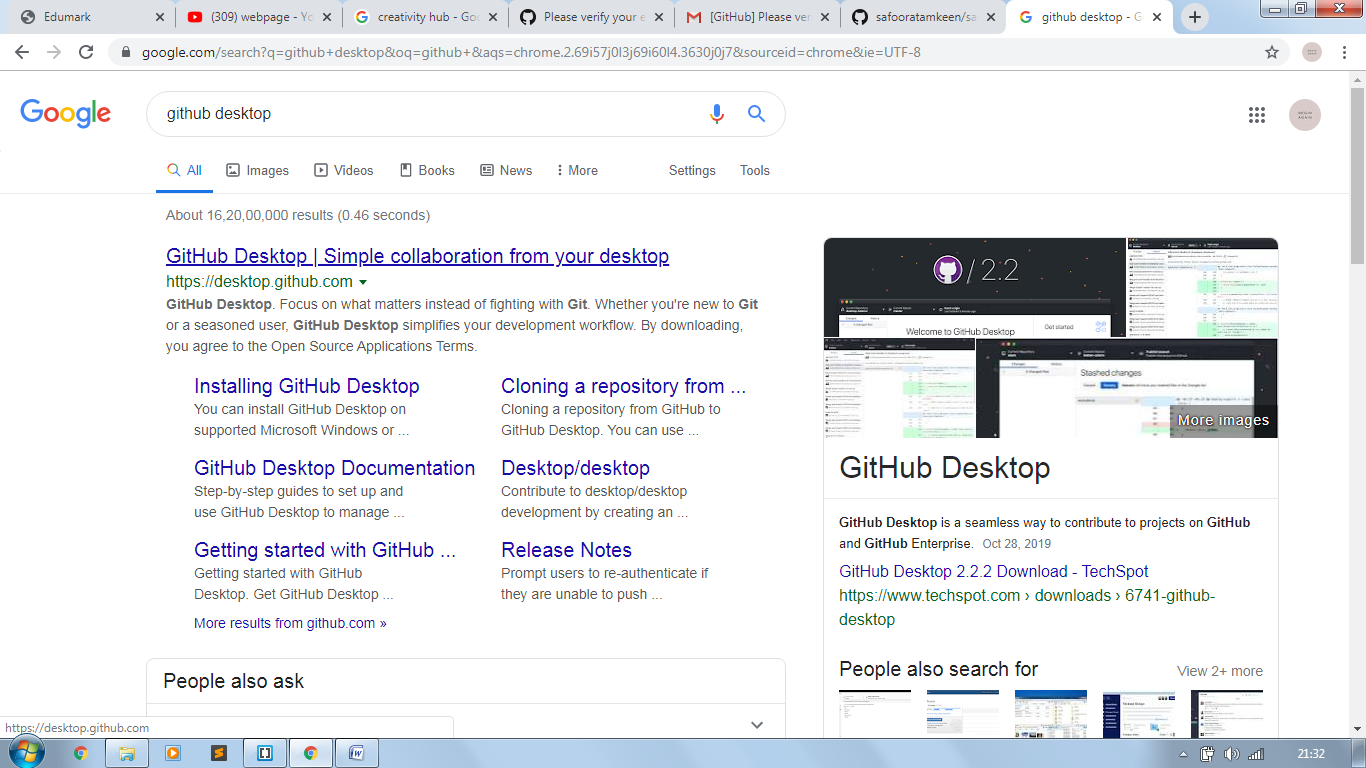 Edumark
(309) webpage - Yo
creativity hub - Goo
Please verify your e
[GitHub] Please ver
safooratamkeen/sa
github desktop - G
google.com/search?q=github+desktop&oq=github+&aqs=chrome.2.69i57j0l3j69i60l4.3630j0j7&sourceid=chrome&ie=UTF-8
Google
github desktop
All Images Videos Books News More Settings Tools
About 16,20,00,000 results (0.46 seconds)
GitHub Desktop | Simple collaboration from your desktop
https://desktop.github.com
GitHub Desktop. Focus on what matters instead of fighting with Git. Whether you're new to Git
or a seasoned user, GitHub Desktop simplifies your development workflow. By downloading,
you agree to the Open Source Applications Terms.
Installing GitHub Desktop
You can install GitHub Desktop on
supported Microsoft Windows or ...
Cloning a repository from ...
Cloning a repository from GitHub to
GitHub Desktop. You can use ...
GitHub Desktop Documentation
Step-by-step guides to set up and
use GitHub Desktop to manage ...
Desktop/desktop
Contribute to desktop/desktop
development by creating an ...
Getting started with GitHub ...
Getting started with GitHub
Desktop. Get GitHub Desktop ...
Release Notes
Prompt users to re-authenticate if
they are unable to push ...
More results from github.com »
People also ask
/ 2.2
Welcome to GitHub Desktop
Get started
Stashed changes
More images
GitHub Desktop
GitHub Desktop is a seamless way to contribute to projects on GitHub
and GitHub Enterprise. Oct 28, 2019
GitHub Desktop 2.2.2 Download - TechSpot
https://www.techspot.com › downloads › 6741-github-
desktop
People also search for
View 2+ more
https://desktop.github.com
21:32